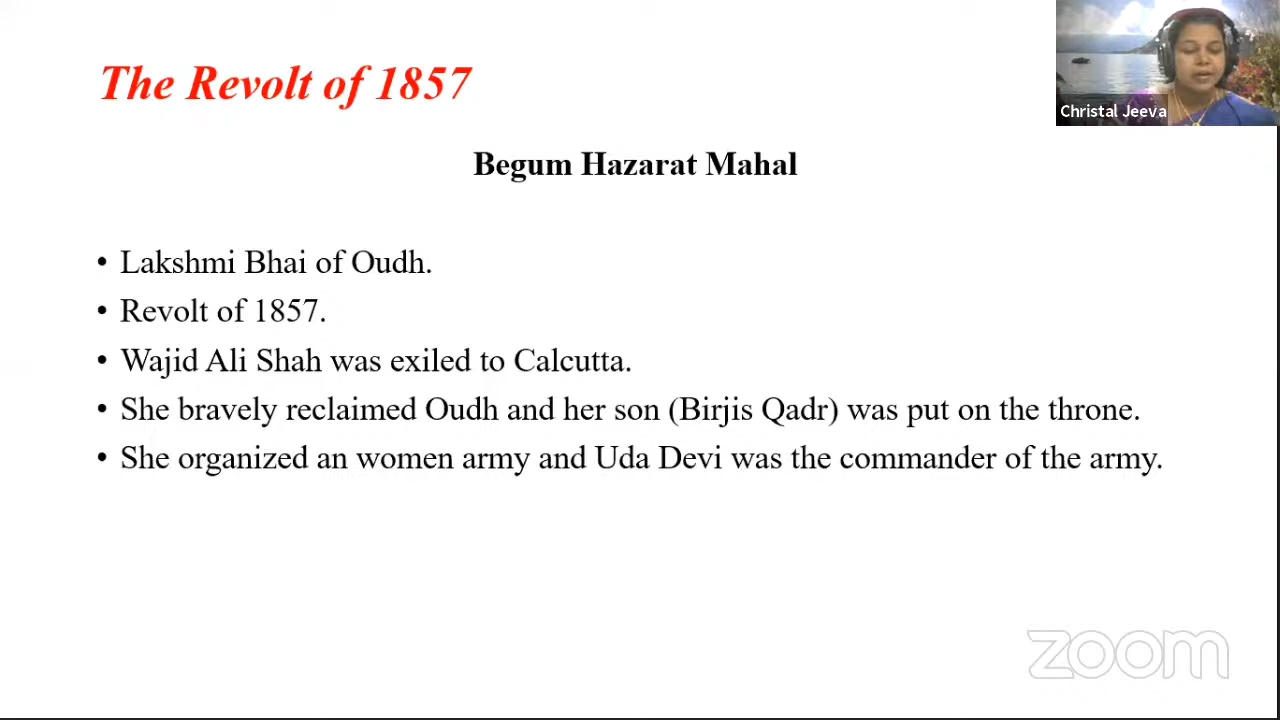 The Revolt of 1857
Christal Jeeva
Begum Hazarat Mahal
• Lakshmi Bhai of Oudh.
• Revolt of 1857.
• Wajid Ali Shah was exiled to Calcutta.
• She bravely reclaimed Oudh and her son (Birjis Qadr) was put on the throne.
• She organized an women army and Uda Devi was the commander of the army.
zoom